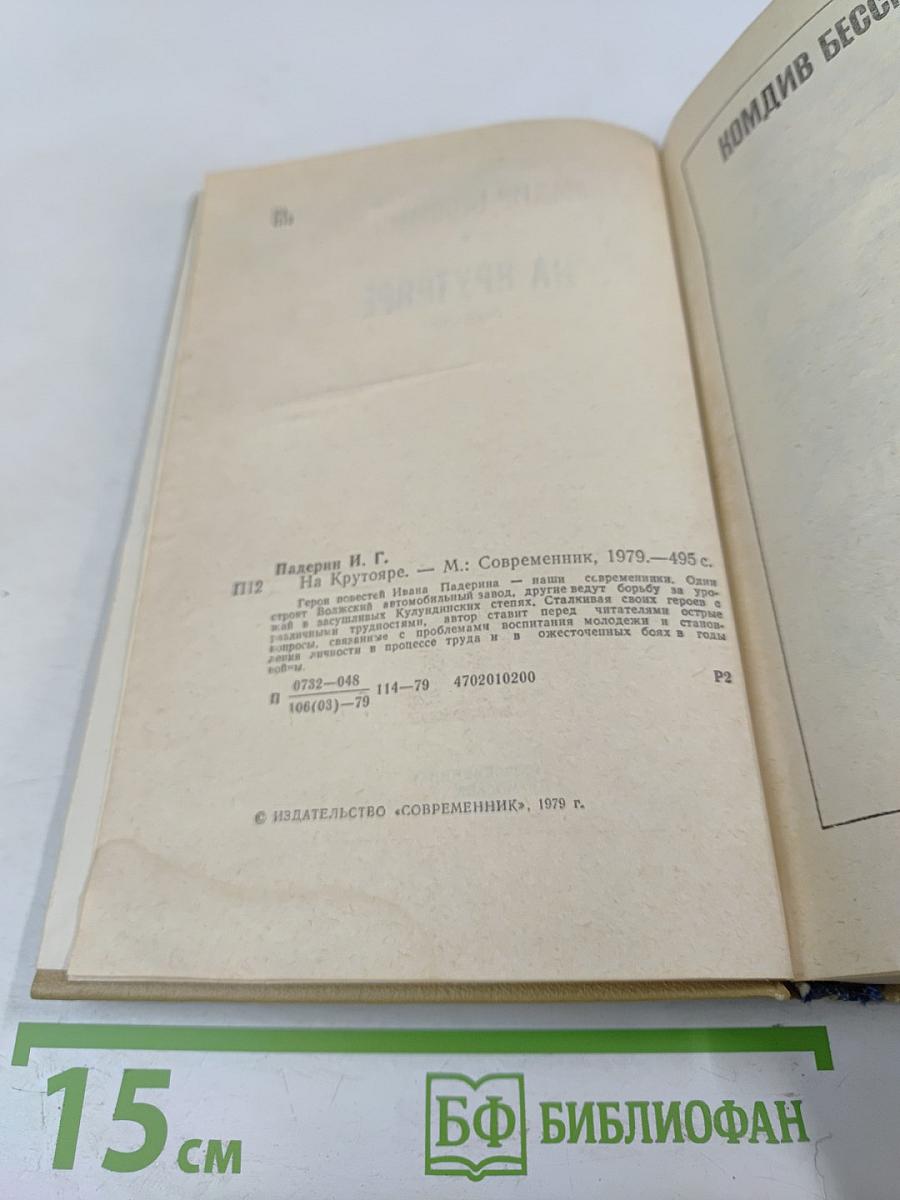 Р2
П12
Падерин И. Г.
П12 На Крутояре. — М.: Современник, 1979.—495 с.
Герои повестей Ивана Падерина — наши современники. Одни
строят Волжский автомобильный завод, другие ведут борьбу за уро-
жай в засушливых Кулундинских степях. Сталкивая своих героев с
различными трудностями, автор ставит перед читателями острые
вопросы, связанные с проблемами воспитания молодежи и станов-
ления личности в процессе труда и в ожесточенных боях в годы
войны.
П 0732—048
106(03)—79 114—79 4702010200 Р2
© ИЗДАТЕЛЬСТВО «СОВРЕМЕННИК», 1979 г.
КОМДИВ
15 см
БФ БИБЛИОФАН